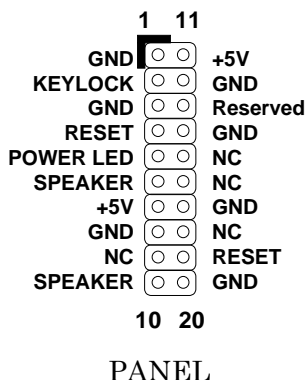 1 11
GND +5V
KEYLOCK GND
GND Reserved
RESET GND
POWER LED NC
SPEAKER NC
+5V GND
GND NC
NC RESET
SPEAKER GND
10 20
PANEL